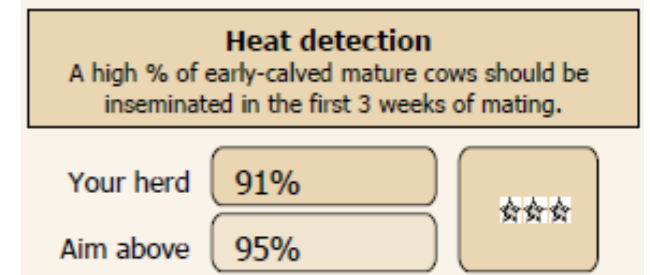 Heat detection
A high % of early-calved mature cows should be
inseminated in the first 3 weeks of mating.
Your herd 91%
Aim above 95%